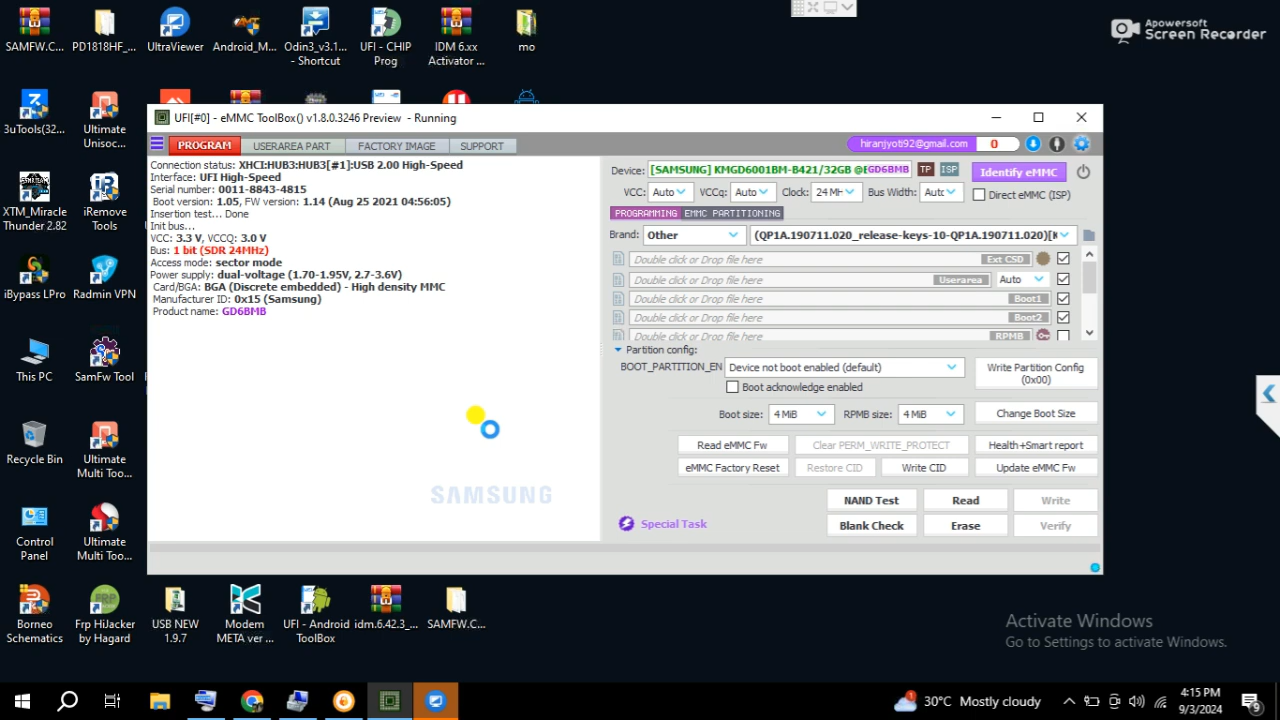 SAMFW.C...
PD1818HF_...
UltraViewer
Android_M...
Odin3_v3.1...
- Shortcut
UFI - CHIP
Prog
IDM 6.xx
Activator ...
mo
Apowersoft
Screen Recorder
3uTools(32...
Ultimate
Unisoc...
XTM_Miracle
Thunder 2.82
iRemove
Tools
iBypass LPro
Radmin VPN
This PC
SamFw Tool
Recycle Bin
Ultimate
Multi Too...
Control
Panel
Ultimate
Multi Too...
Borneo
Schematics
Frp HiJacker
by Hagard
USB NEW
1.9.7
Modem
META ver ...
UFI - Android
ToolBox
idm.6.42.3_...
SAMFW.C...
UFI[#0] - eMMC ToolBox() v1.8.0.3246 Preview - Running
PROGRAM
USERAREA PART
FACTORY IMAGE
SUPPORT
hiranjyoti92@gmail.com
0
Connection status: XHCI:HUB3:HUB3[#1]:USB 2.00 High-Speed
Interface: UFI High-Speed
Serial number: 0011-8843-4815
Boot version: 1.05, FW version: 1.14 (Aug 25 2021 04:56:05)
Insertion test... Done
Init bus...
VCC: 3.3 V, VCCQ: 3.0 V
Bus: 1 bit (SDR 24MHz)
Access mode: sector mode
Power supply: dual-voltage (1.70-1.95V, 2.7-3.6V)
Card/BGA: BGA (Discrete embedded) - High density MMC
Manufacturer ID: 0x15 (Samsung)
Product name: GD6BMB
SAMSUNG
Device: [SAMSUNG] KMGD6001BM-B421/32GB @E GD6BMB TP ISP Identify eMMC
VCC: Auto VCCq: Auto Clock: 24 MH Bus Width: Autc Direct eMMC (ISP)
PROGRAMMING EMMC PARTITIONING
Brand: Other (QP1A.190711.020_release-keys-10-QP1A.190711.020)[K
Double click or Drop file here Ext CSD
Double click or Drop file here Userarea Auto
Double click or Drop file here Boot1
Double click or Drop file here Boot2
Double click or Drop file here RPMB
Partition config:
BOOT_PARTITION_EN Device not boot enabled (default)
Write Partition Config
(0x00)
Boot acknowledge enabled
Boot size: 4 MiB RPMB size: 4 MiB Change Boot Size
Read eMMC Fw Clear PERM_WRITE_PROTECT Health+Smart report
eMMC Factory Reset Restore CID Write CID Update eMMC Fw
NAND Test Read Write
Special Task Blank Check Erase Verify
Activate Windows
Go to Settings to activate Windows.
30°C Mostly cloudy
4:15 PM
9/3/2024
9